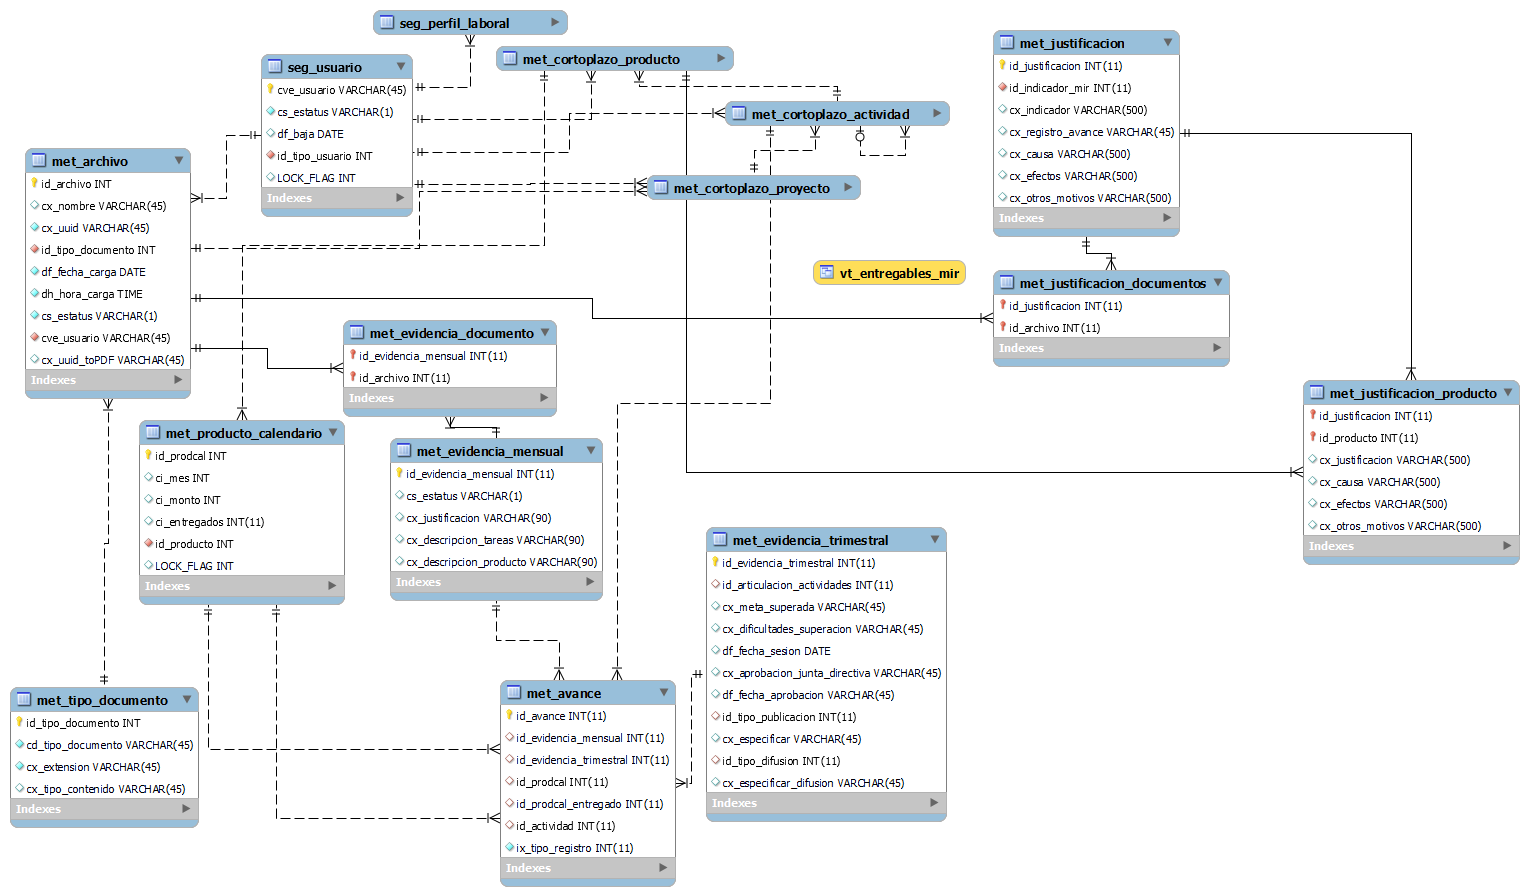 seg_perfil_laboral
seg_usuario
cve_usuario VARCHAR(45)
cs_estatus VARCHAR(1)
df_baja DATE
id_tipo_usuario INT
LOCK_FLAG INT
Indexes
met_cortoplazo_producto
met_cortoplazo_actividad
met_cortoplazo_proyecto
vt_entregables_mir
met_justificacion
id_justificacion INT(11)
id_indicador_mir INT(11)
cx_indicador VARCHAR(500)
cx_registro_avance VARCHAR(45)
cx_causa VARCHAR(500)
cx_efectos VARCHAR(500)
cx_otros_motivos VARCHAR(500)
Indexes
met_archivo
id_archivo INT
cx_nombre VARCHAR(45)
cx_uuid VARCHAR(45)
id_tipo_documento INT
df_fecha_carga DATE
dh_hora_carga TIME
cs_estatus VARCHAR(1)
cve_usuario VARCHAR(45)
cx_uuid_toPDF VARCHAR(45)
Indexes
met_justificacion_documentos
id_justificacion INT(11)
id_archivo INT(11)
Indexes
met_evidencia_documento
id_evidencia_mensual INT(11)
id_archivo INT(11)
Indexes
met_justificacion_producto
id_justificacion INT(11)
id_producto INT(11)
cx_justificacion VARCHAR(500)
cx_causa VARCHAR(500)
cx_efectos VARCHAR(500)
cx_otros_motivos VARCHAR(500)
Indexes
met_producto_calendario
id_prodcal INT
ci_mes INT
ci_monto INT
ci_entregados INT(11)
id_producto INT
LOCK_FLAG INT
Indexes
met_evidencia_mensual
id_evidencia_mensual INT(11)
cs_estatus VARCHAR(1)
cx_justificacion VARCHAR(90)
cx_descripcion_tareas VARCHAR(90)
cx_descripcion_producto VARCHAR(90)
Indexes
met_evidencia_trimestral
id_evidencia_trimestral INT(11)
id_articulacion_actividades INT(11)
cx_meta_superada VARCHAR(45)
cx_dificultades_superacion VARCHAR(45)
df_fecha_sesion DATE
cx_aprobacion_junta_directiva VARCHAR(45)
df_fecha_aprobacion VARCHAR(45)
id_tipo_publicacion INT(11)
cx_especificar VARCHAR(45)
id_tipo_difusion INT(11)
cx_especificar_difusion VARCHAR(45)
Indexes
met_tipo_documento
id_tipo_documento INT
cd_tipo_documento VARCHAR(45)
cx_extension VARCHAR(45)
cx_tipo_contenido VARCHAR(45)
Indexes
met_avance
id_avance INT(11)
id_evidencia_mensual INT(11)
id_evidencia_trimestral INT(11)
id_prodcal INT(11)
id_prodcal_entregado INT(11)
id_actividad INT(11)
ix_tipo_registro INT(11)
Indexes